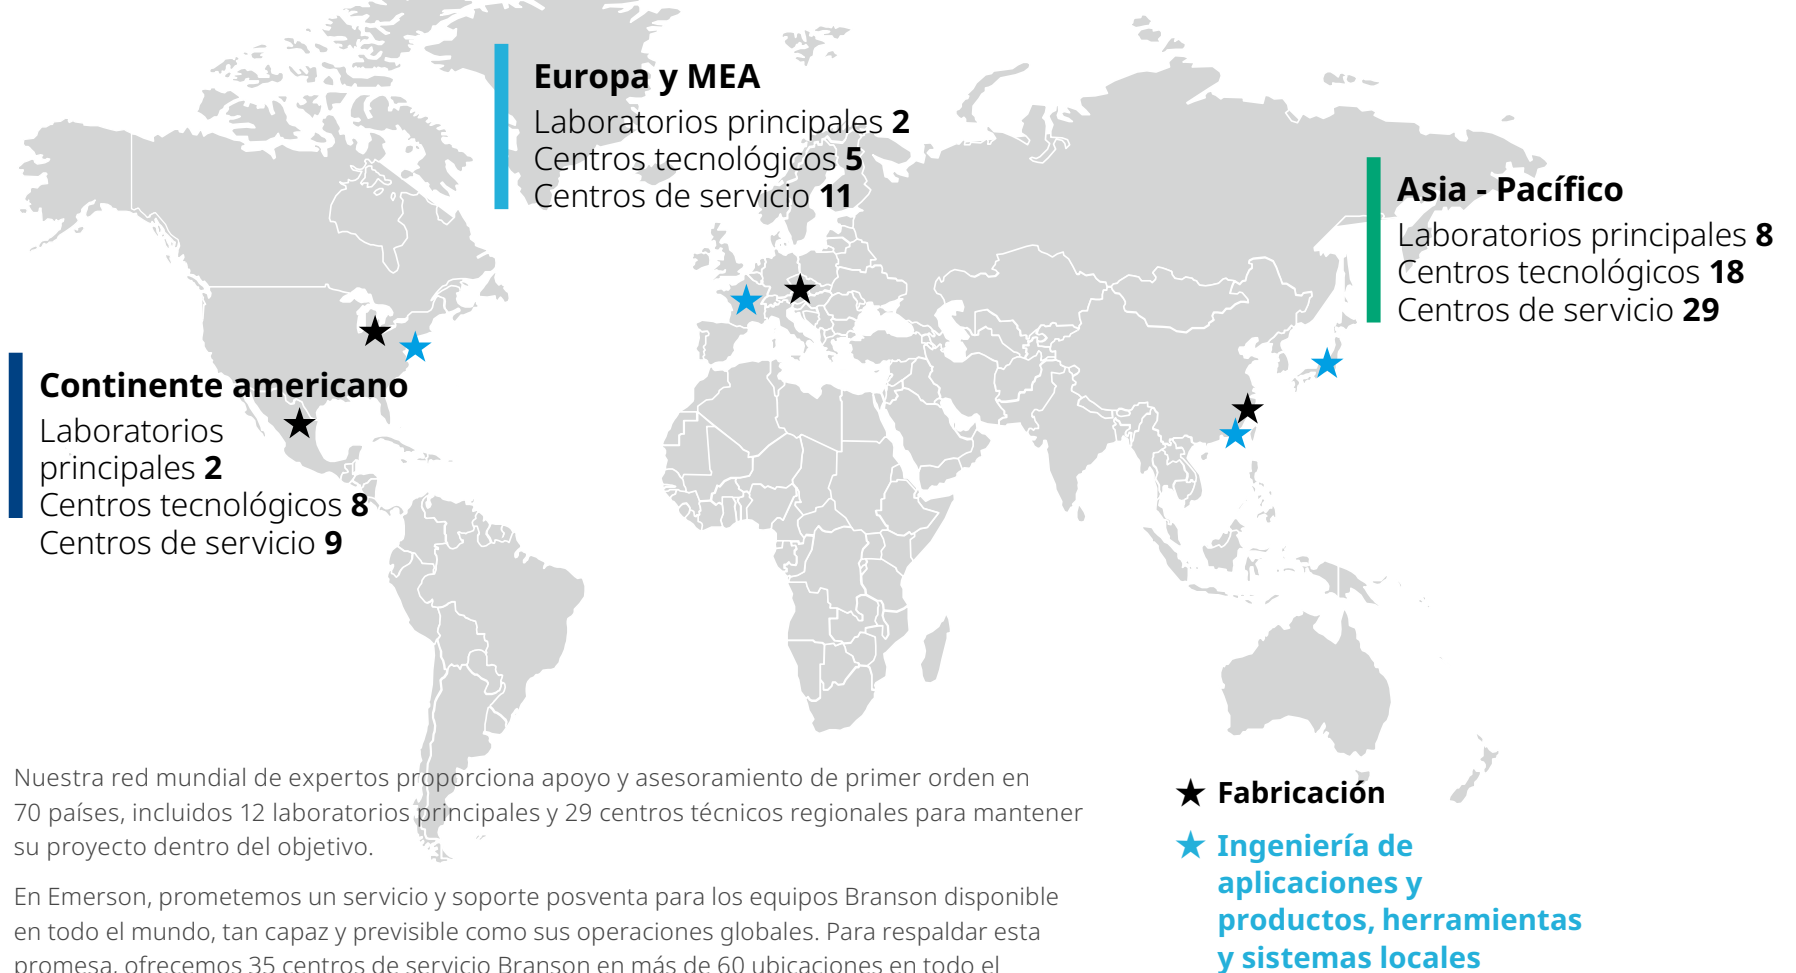 Europa y MEA
Laboratorios principales 2
Centros tecnológicos 5
Centros de servicio 11
Asia - Pacífico
Laboratorios principales 8
Centros tecnológicos 18
Centros de servicio 29
Continente americano
Laboratorios
principales 2
Centros tecnológicos 8
Centros de servicio 9
Nuestra red mundial de expertos proporciona apoyo y asesoramiento de primer orden en
70 países, incluidos 12 laboratorios principales y 29 centros técnicos regionales para mantener
su proyecto dentro del objetivo.
En Emerson, prometemos un servicio y soporte posventa para los equipos Branson disponible
en todo el mundo, tan capaz y previsible como sus operaciones globales. Para respaldar esta
promesa, ofrecemos 35 centros de servicio Branson en más de 60 ubicaciones en todo el
Fabricación
Ingeniería de
aplicaciones y
productos, herramientas
y sistemas locales